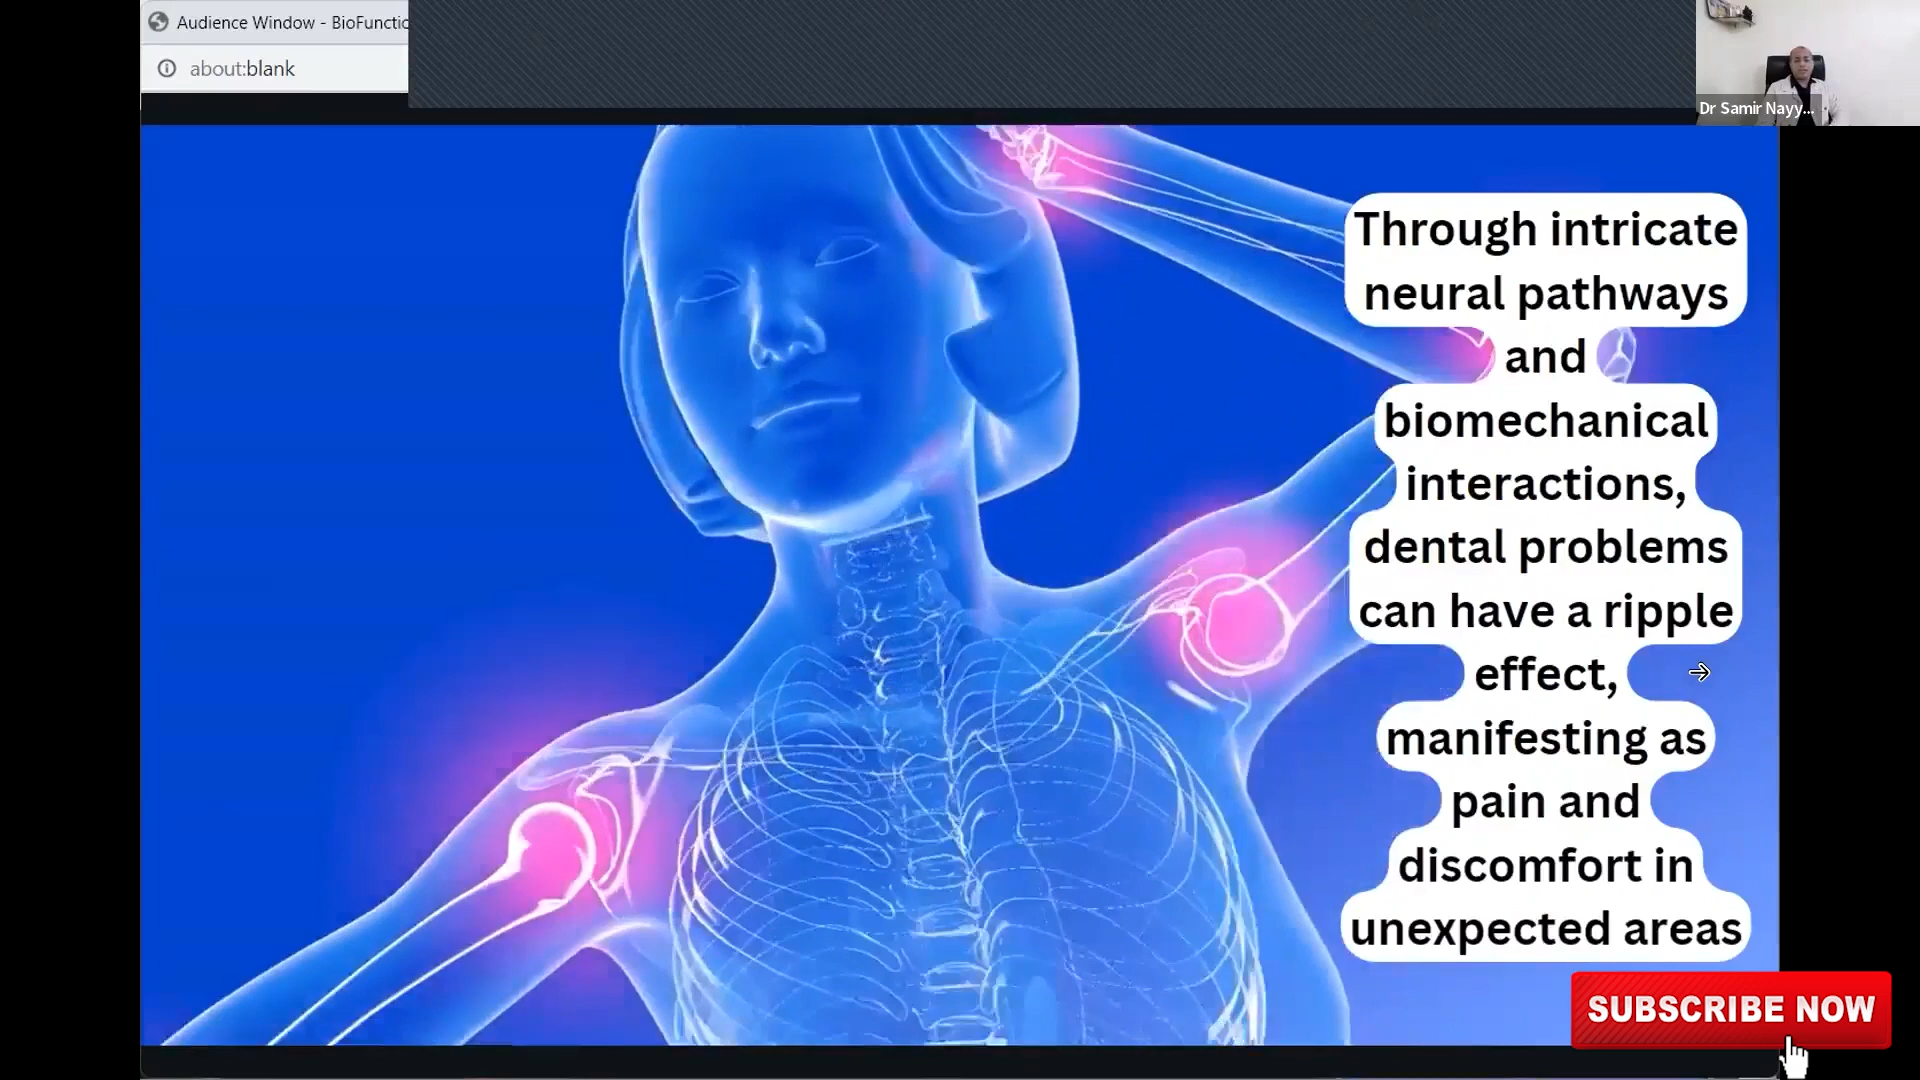 Audience Window - BioFunctio
about:blank
Dr Samir Nayy...
Through intricate
neural pathways
and
biomechanical
interactions,
dental problems
can have a ripple
effect,
manifesting as
pain and
discomfort in
unexpected areas
SUBSCRIBE NOW